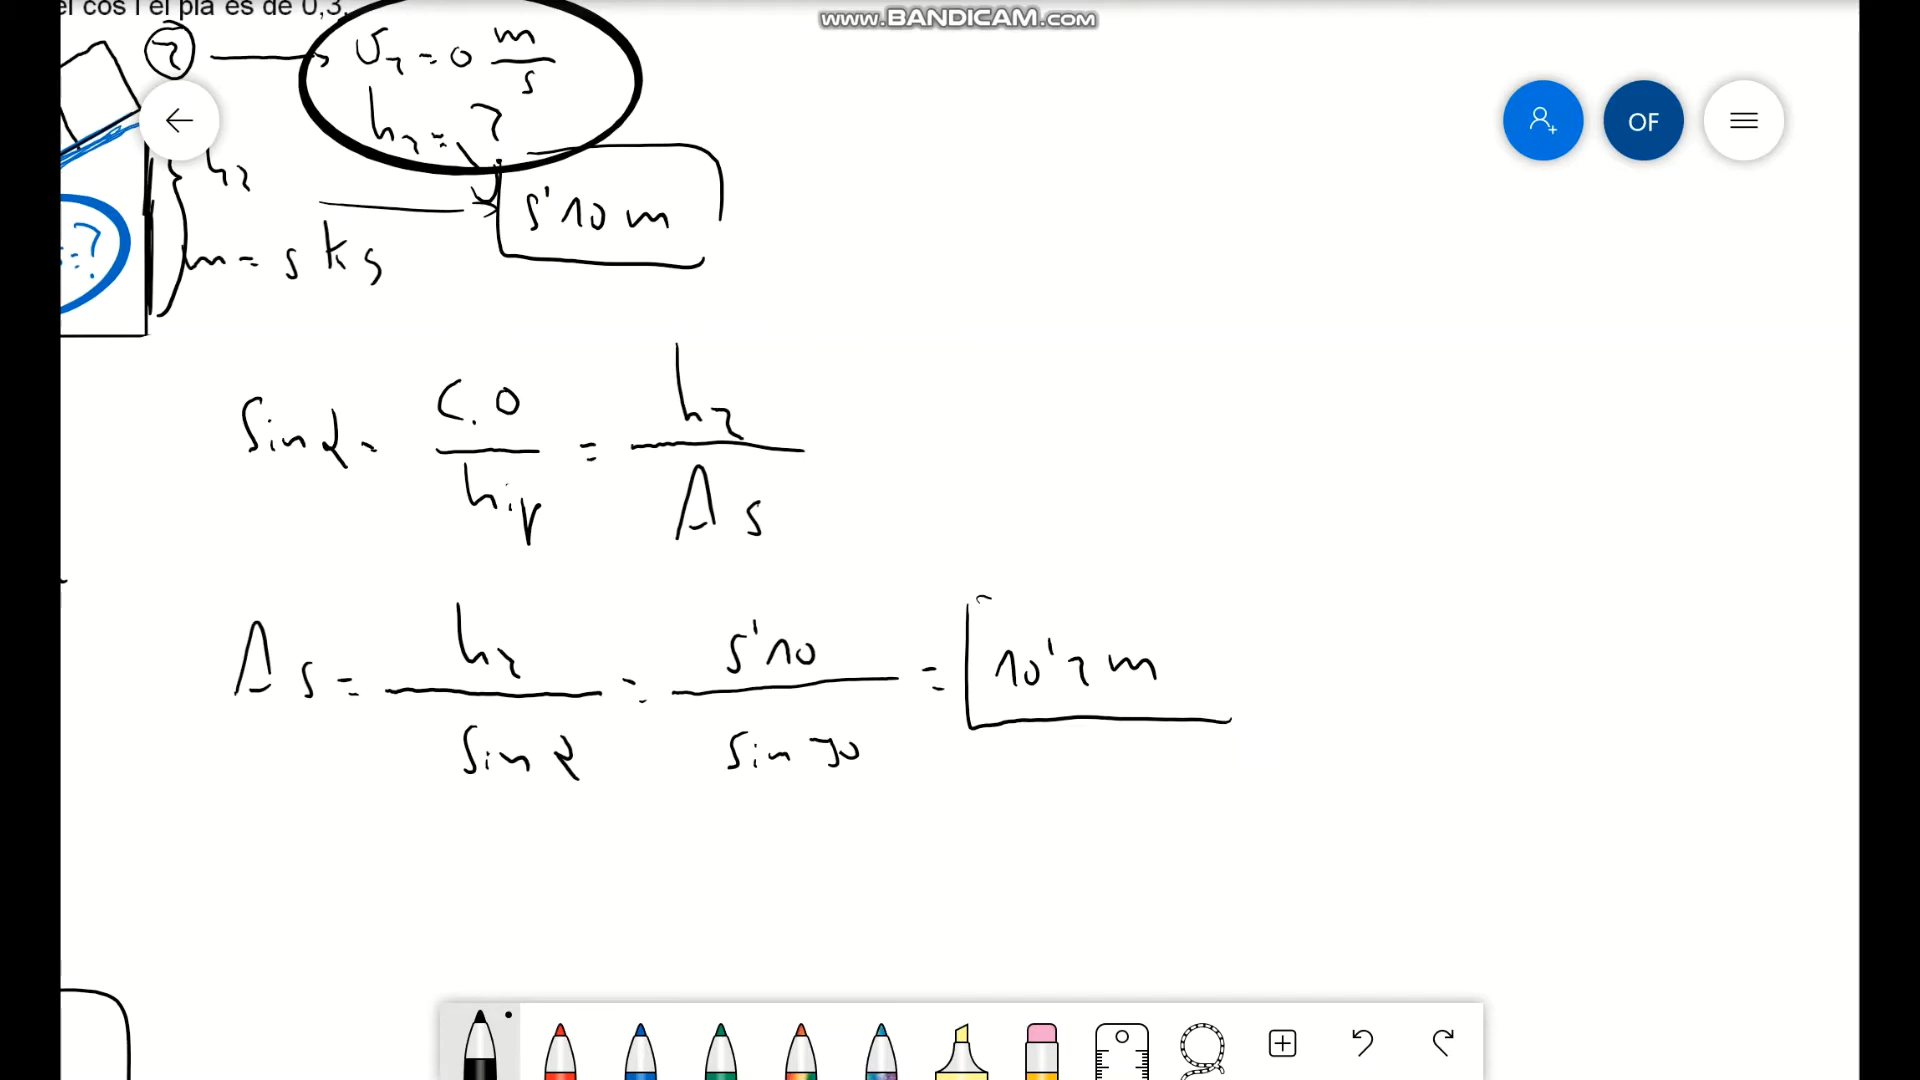 el cos i el pla és de 0,3.
www.BANDICAM.com
2 → v₂ = 0 m/s
h₂ = ?
h₂
5'10 m
= ?
m = 5 kg
OF
sin α = C.O / hip = h₂ / Δs
Δs = h₂ / sin α = 5'10 / sin 30 = 10'2 m